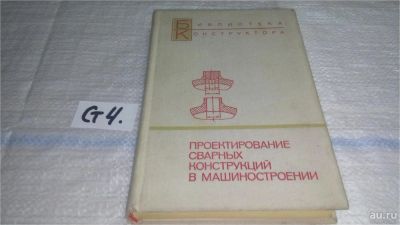 БИБЛИОТЕКА
КОНСТРУКТОРА
G4.
ПРОЕКТИРОВАНИЕ
СВАРНЫХ
КОНСТРУКЦИЙ
В МАШИНОСТРОЕНИИ
au.ru